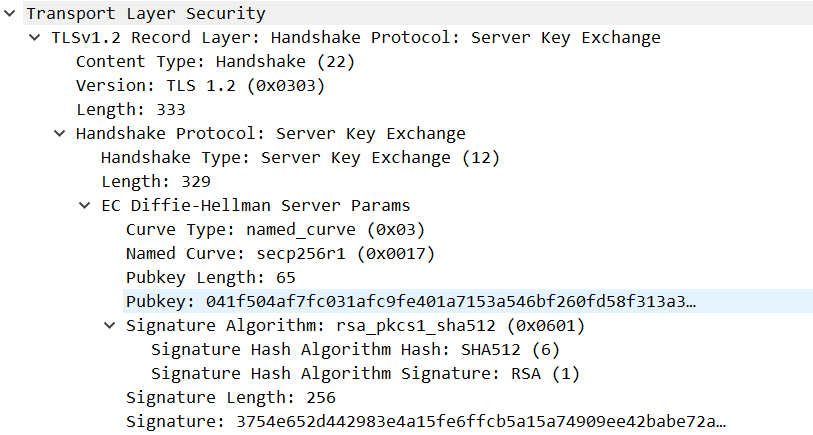 Transport Layer Security
TLSv1.2 Record Layer: Handshake Protocol: Server Key Exchange
Content Type: Handshake (22)
Version: TLS 1.2 (0x0303)
Length: 333
Handshake Protocol: Server Key Exchange
Handshake Type: Server Key Exchange (12)
Length: 329
EC Diffie-Hellman Server Params
Curve Type: named_curve (0x03)
Named Curve: secp256r1 (0x0017)
Pubkey Length: 65
Pubkey: 041f504af7fc031afc9fe401a7153a546bf260fd58f313a3…
Signature Algorithm: rsa_pkcs1_sha512 (0x0601)
Signature Hash Algorithm Hash: SHA512 (6)
Signature Hash Algorithm Signature: RSA (1)
Signature Length: 256
Signature: 3754e652d442983e4a15fe6ffcb5a15a74909ee42babe72a…